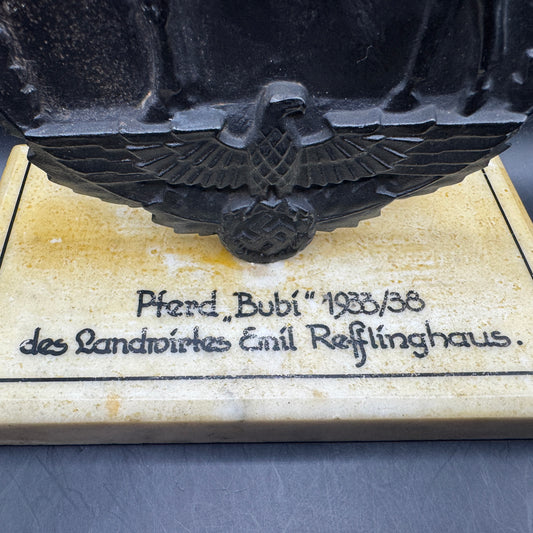 Pferd „Bubi“ 1933/38
des Landwirtes Emil Refflinghaus.